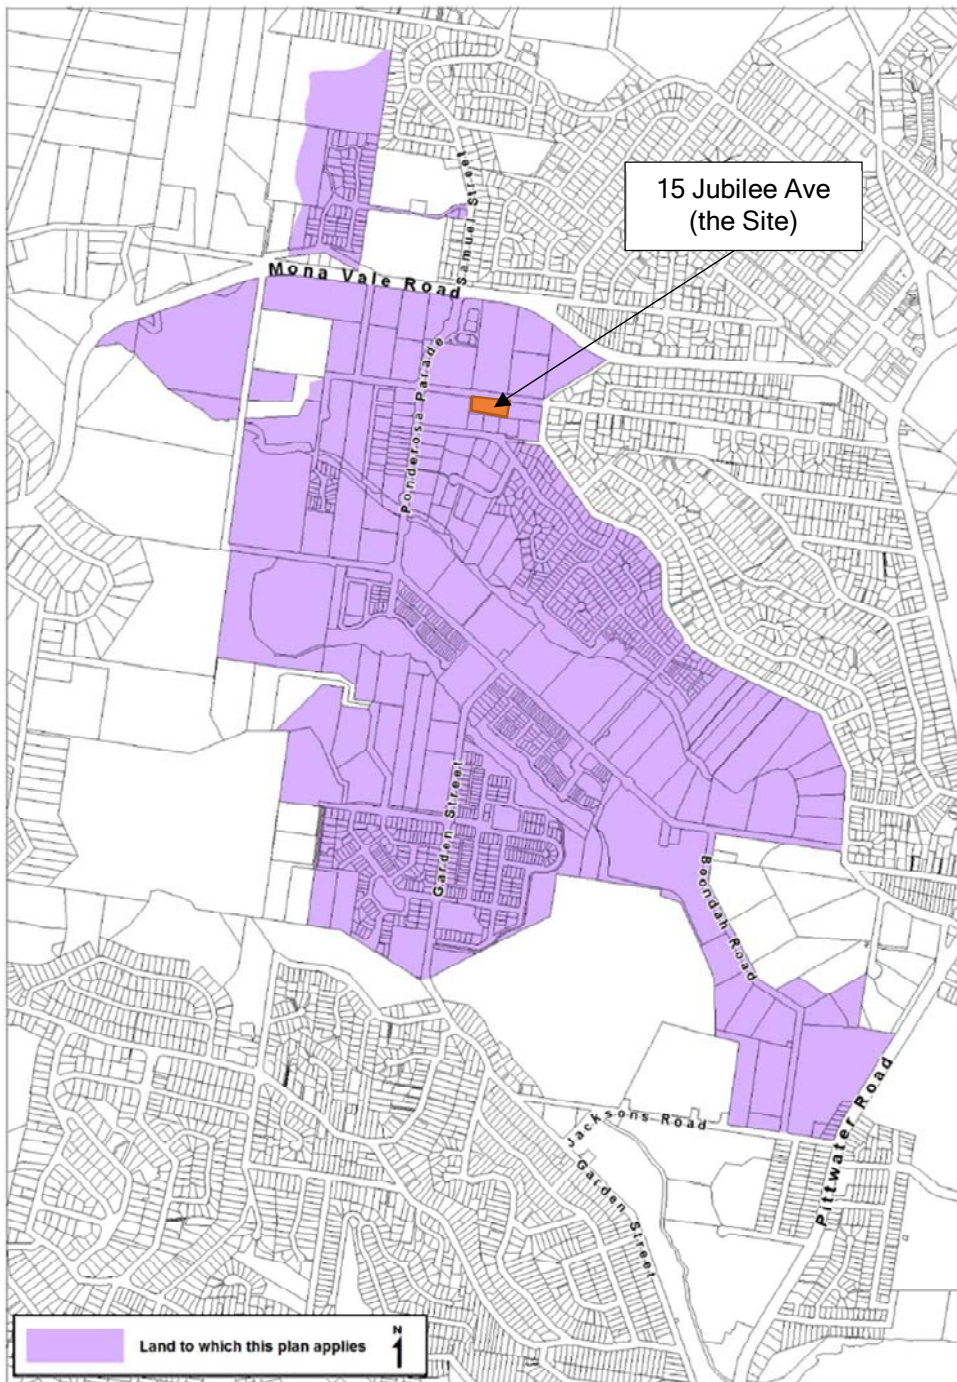 15 Jubilee Ave
(the Site)
Samuel Street
Mona Vale Road
Ponderosa Parade
Garden Street
Boondah Road
Jacksons Road
Pittwater Road
Garden Street
Land to which this plan applies
N